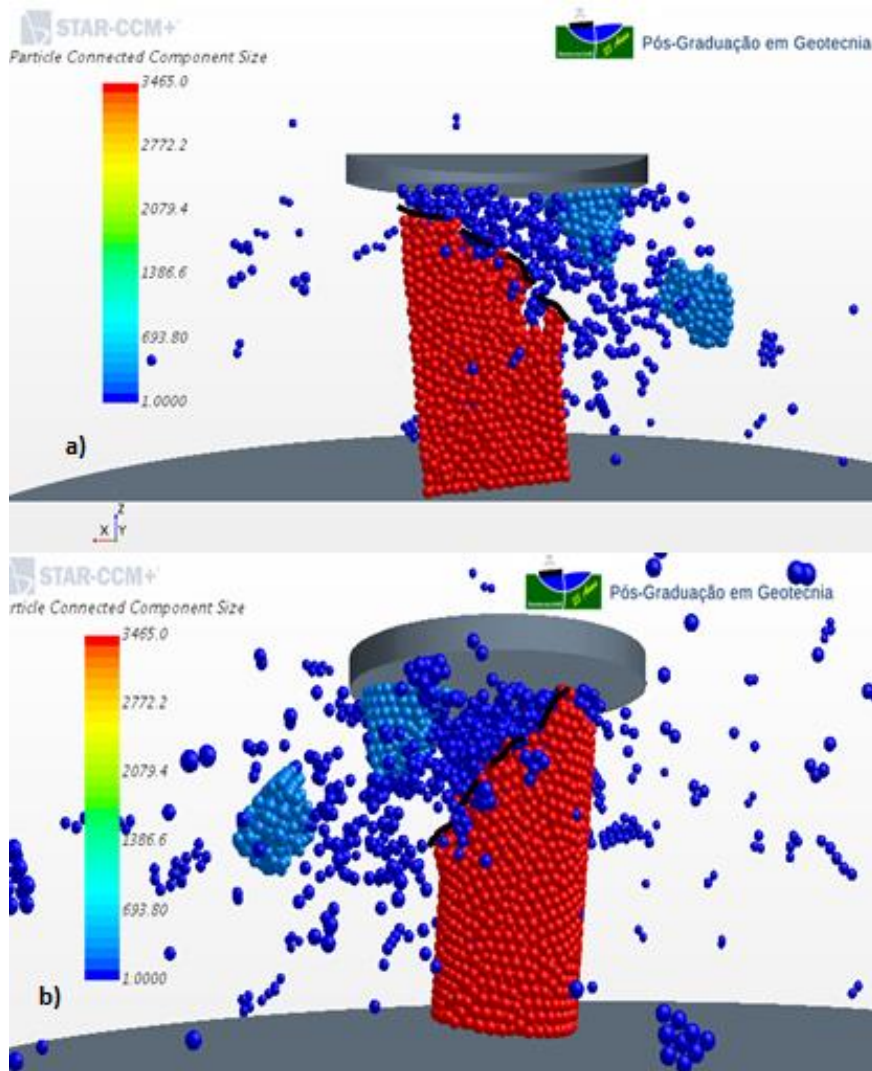 STAR-CCM+
Pós-Graduação em Geotecnia
Particle Connected Component Size
3465.0
2772.2
2079.4
1386.6
693.80
1.0000
a)
Z
X Y
STAR-CCM+
Pós-Graduação em Geotecnia
rticle Connected Component Size
3465.0
2772.2
2079.4
1386.6
693.80
1.0000
b)